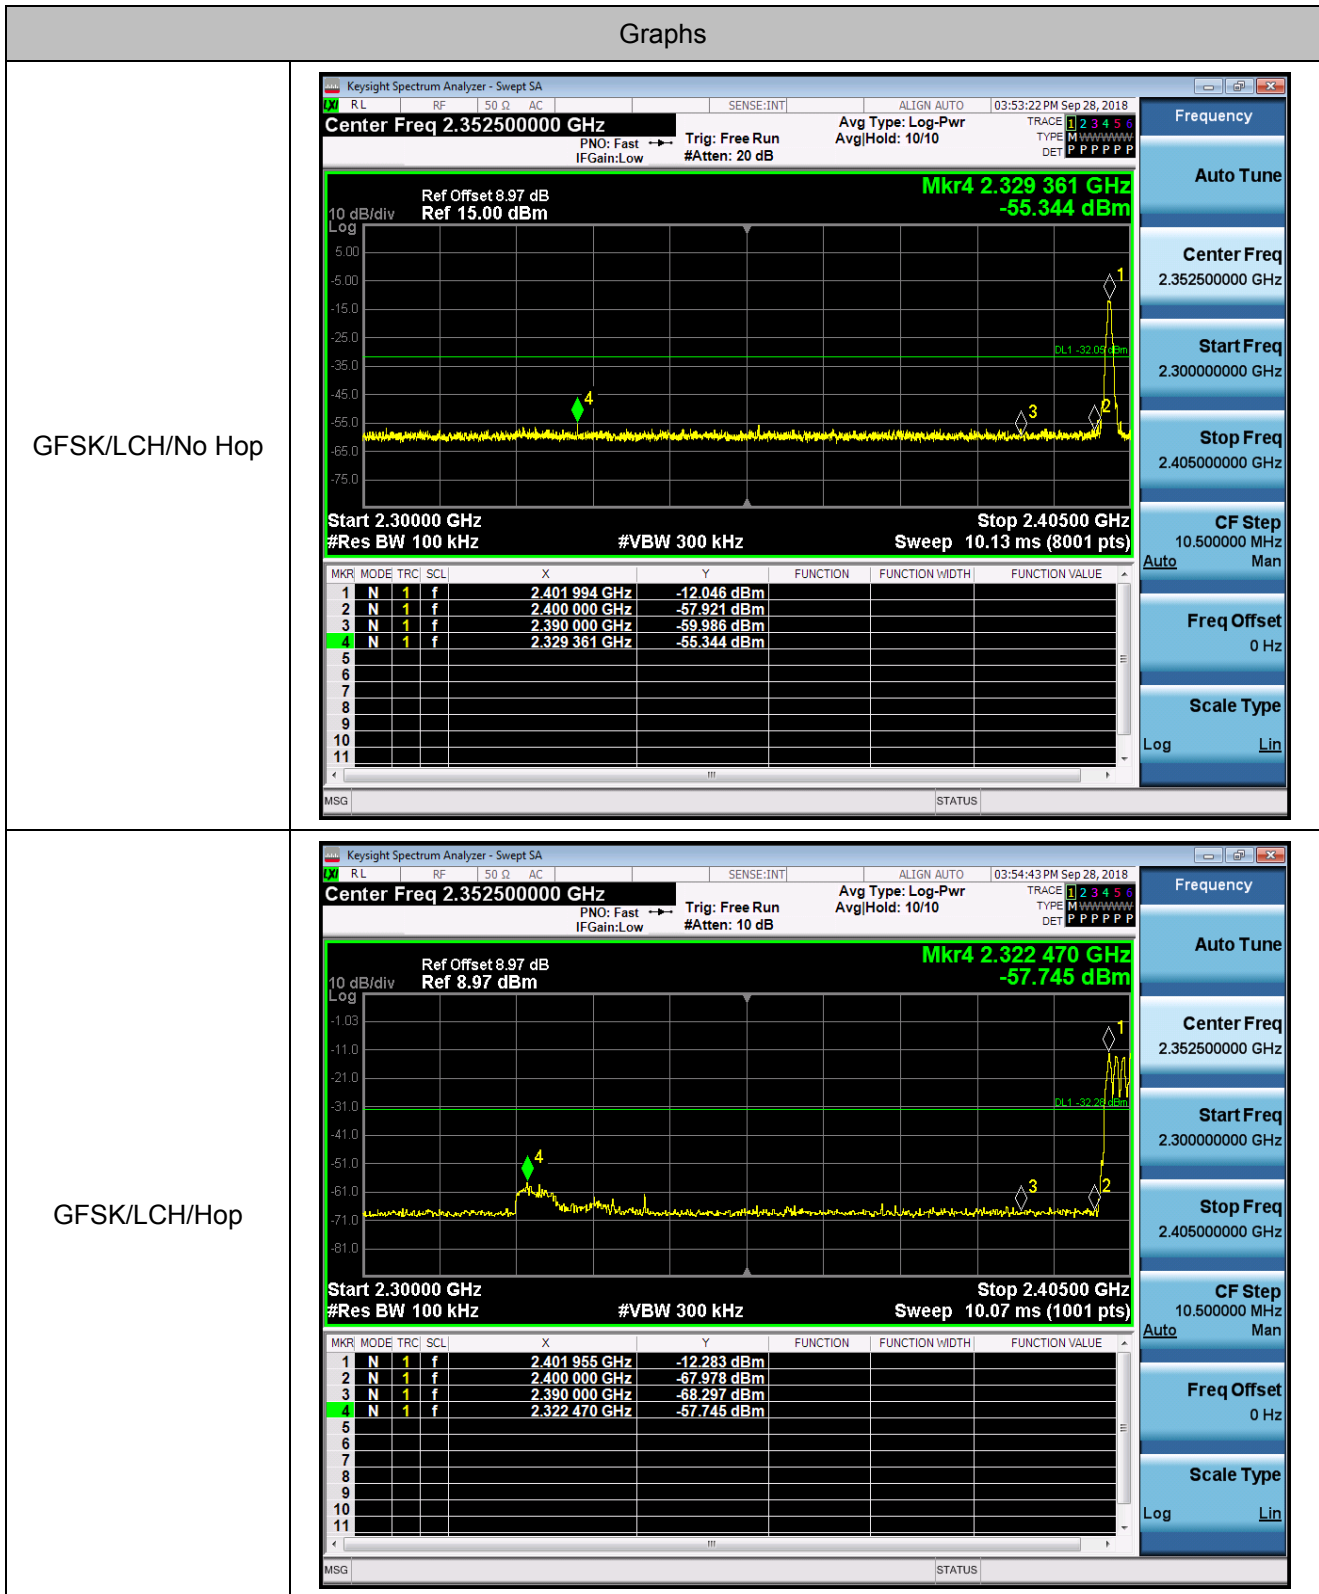 Graphs
GFSK/LCH/No Hop
Keysight Spectrum Analyzer - Swept SA
LXI RL RF 50 Ω AC SENSE:INT ALIGN AUTO 03:53:22 PM Sep 28, 2018
Center Freq 2.352500000 GHz
PNO: Fast
IFGain:Low
Trig: Free Run
#Atten: 20 dB
Avg Type: Log-Pwr
Avg|Hold: 10/10
TRACE 1 2 3 4 5 6
TYPE M W W W W W
DET P P P P P P
Mkr4 2.329 361 GHz
-55.344 dBm
Ref Offset 8.97 dB
10 dB/div Ref 15.00 dBm
Log
5.00
-5.00
-15.0
-25.0
-35.0
-45.0
-55.0
-65.0
-75.0
DL1 -32.05 dBm
1
2
3
4
Start 2.30000 GHz Stop 2.40500 GHz
#Res BW 100 kHz #VBW 300 kHz Sweep 10.13 ms (8001 pts)
MKR MODE TRC SCL X Y FUNCTION FUNCTION WIDTH FUNCTION VALUE
1 N 1 f 2.401 994 GHz -12.046 dBm
2 N 1 f 2.400 000 GHz -57.921 dBm
3 N 1 f 2.390 000 GHz -59.986 dBm
4 N 1 f 2.329 361 GHz -55.344 dBm
5
6
7
8
9
10
11
MSG STATUS
Frequency
Auto Tune
Center Freq
2.352500000 GHz
Start Freq
2.300000000 GHz
Stop Freq
2.405000000 GHz
CF Step
10.500000 MHz
Auto Man
Freq Offset
0 Hz
Scale Type
Log Lin
GFSK/LCH/Hop
Keysight Spectrum Analyzer - Swept SA
LXI RL RF 50 Ω AC SENSE:INT ALIGN AUTO 03:54:43 PM Sep 28, 2018
Center Freq 2.352500000 GHz
PNO: Fast
IFGain:Low
Trig: Free Run
#Atten: 10 dB
Avg Type: Log-Pwr
Avg|Hold: 10/10
TRACE 1 2 3 4 5 6
TYPE M W W W W W
DET P P P P P P
Mkr4 2.322 470 GHz
-57.745 dBm
Ref Offset 8.97 dB
10 dB/div Ref 8.97 dBm
Log
-1.03
-11.0
-21.0
-31.0
-41.0
-51.0
-61.0
-71.0
-81.0
DL1 -32.28 dBm
1
2
3
4
Start 2.30000 GHz Stop 2.40500 GHz
#Res BW 100 kHz #VBW 300 kHz Sweep 10.07 ms (1001 pts)
MKR MODE TRC SCL X Y FUNCTION FUNCTION WIDTH FUNCTION VALUE
1 N 1 f 2.401 955 GHz -12.283 dBm
2 N 1 f 2.400 000 GHz -67.978 dBm
3 N 1 f 2.390 000 GHz -68.297 dBm
4 N 1 f 2.322 470 GHz -57.745 dBm
5
6
7
8
9
10
11
MSG STATUS
Frequency
Auto Tune
Center Freq
2.352500000 GHz
Start Freq
2.300000000 GHz
Stop Freq
2.405000000 GHz
CF Step
10.500000 MHz
Auto Man
Freq Offset
0 Hz
Scale Type
Log Lin